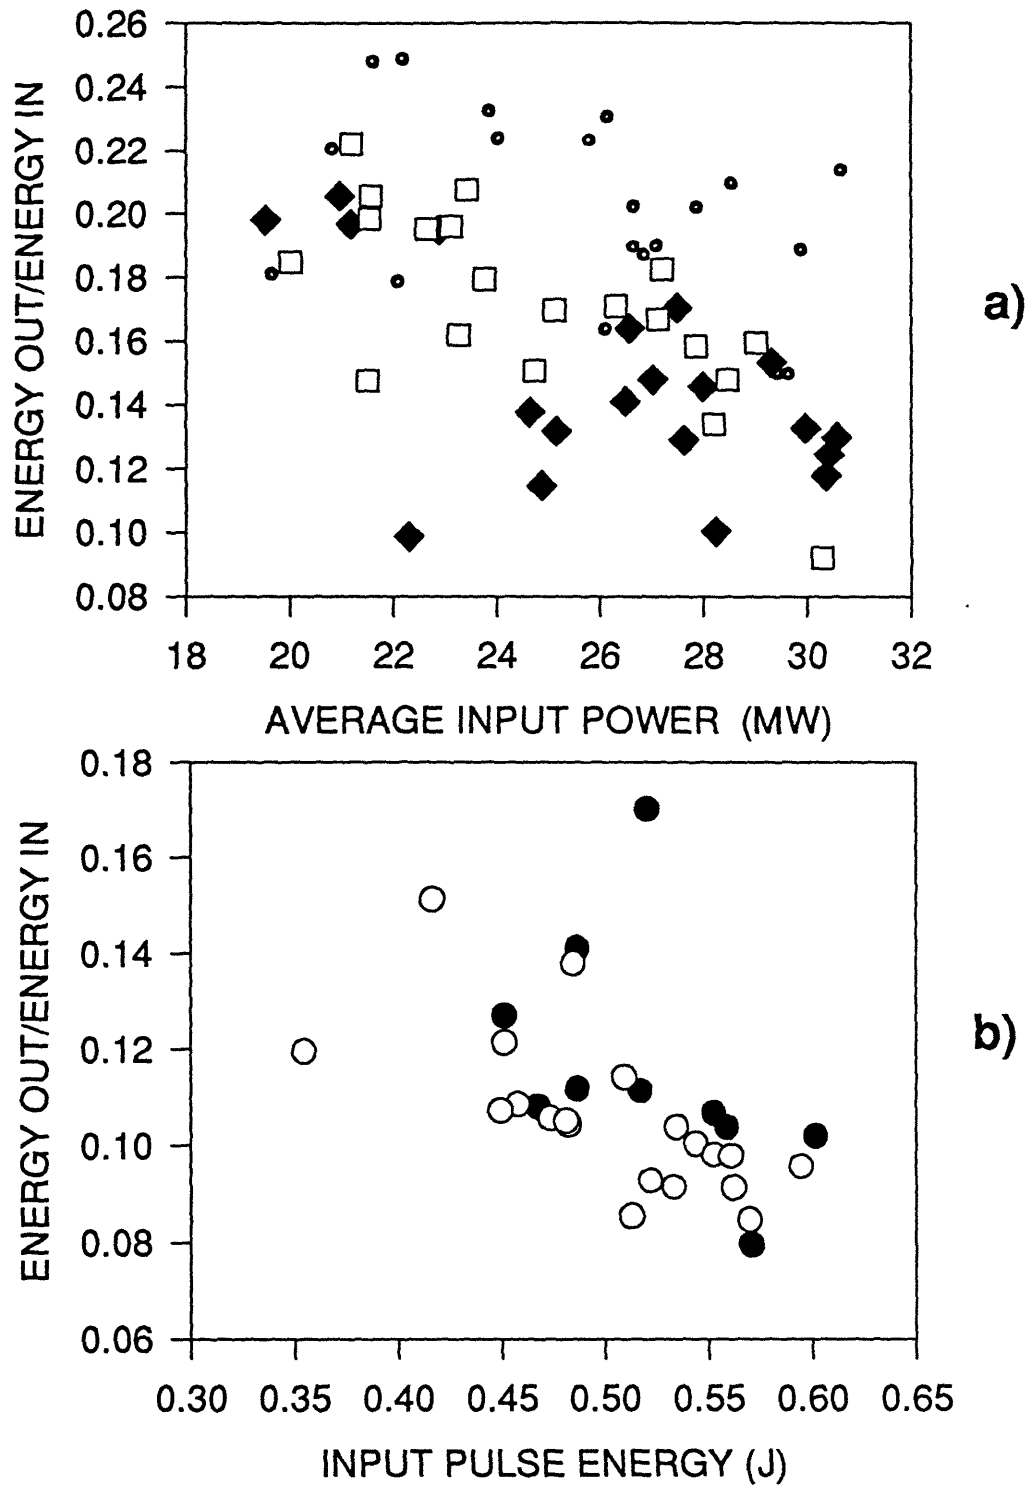 0.26
0.24
0.22
0.20
0.18
0.16
0.14
0.12
0.10
0.08
ENERGY OUT/ENERGY IN
18 20 22 24 26 28 30 32
AVERAGE INPUT POWER (MW)
a)
0.18
0.16
0.14
0.12
0.10
0.08
0.06
ENERGY OUT/ENERGY IN
0.30 0.35 0.40 0.45 0.50 0.55 0.60 0.65
INPUT PULSE ENERGY (J)
b)